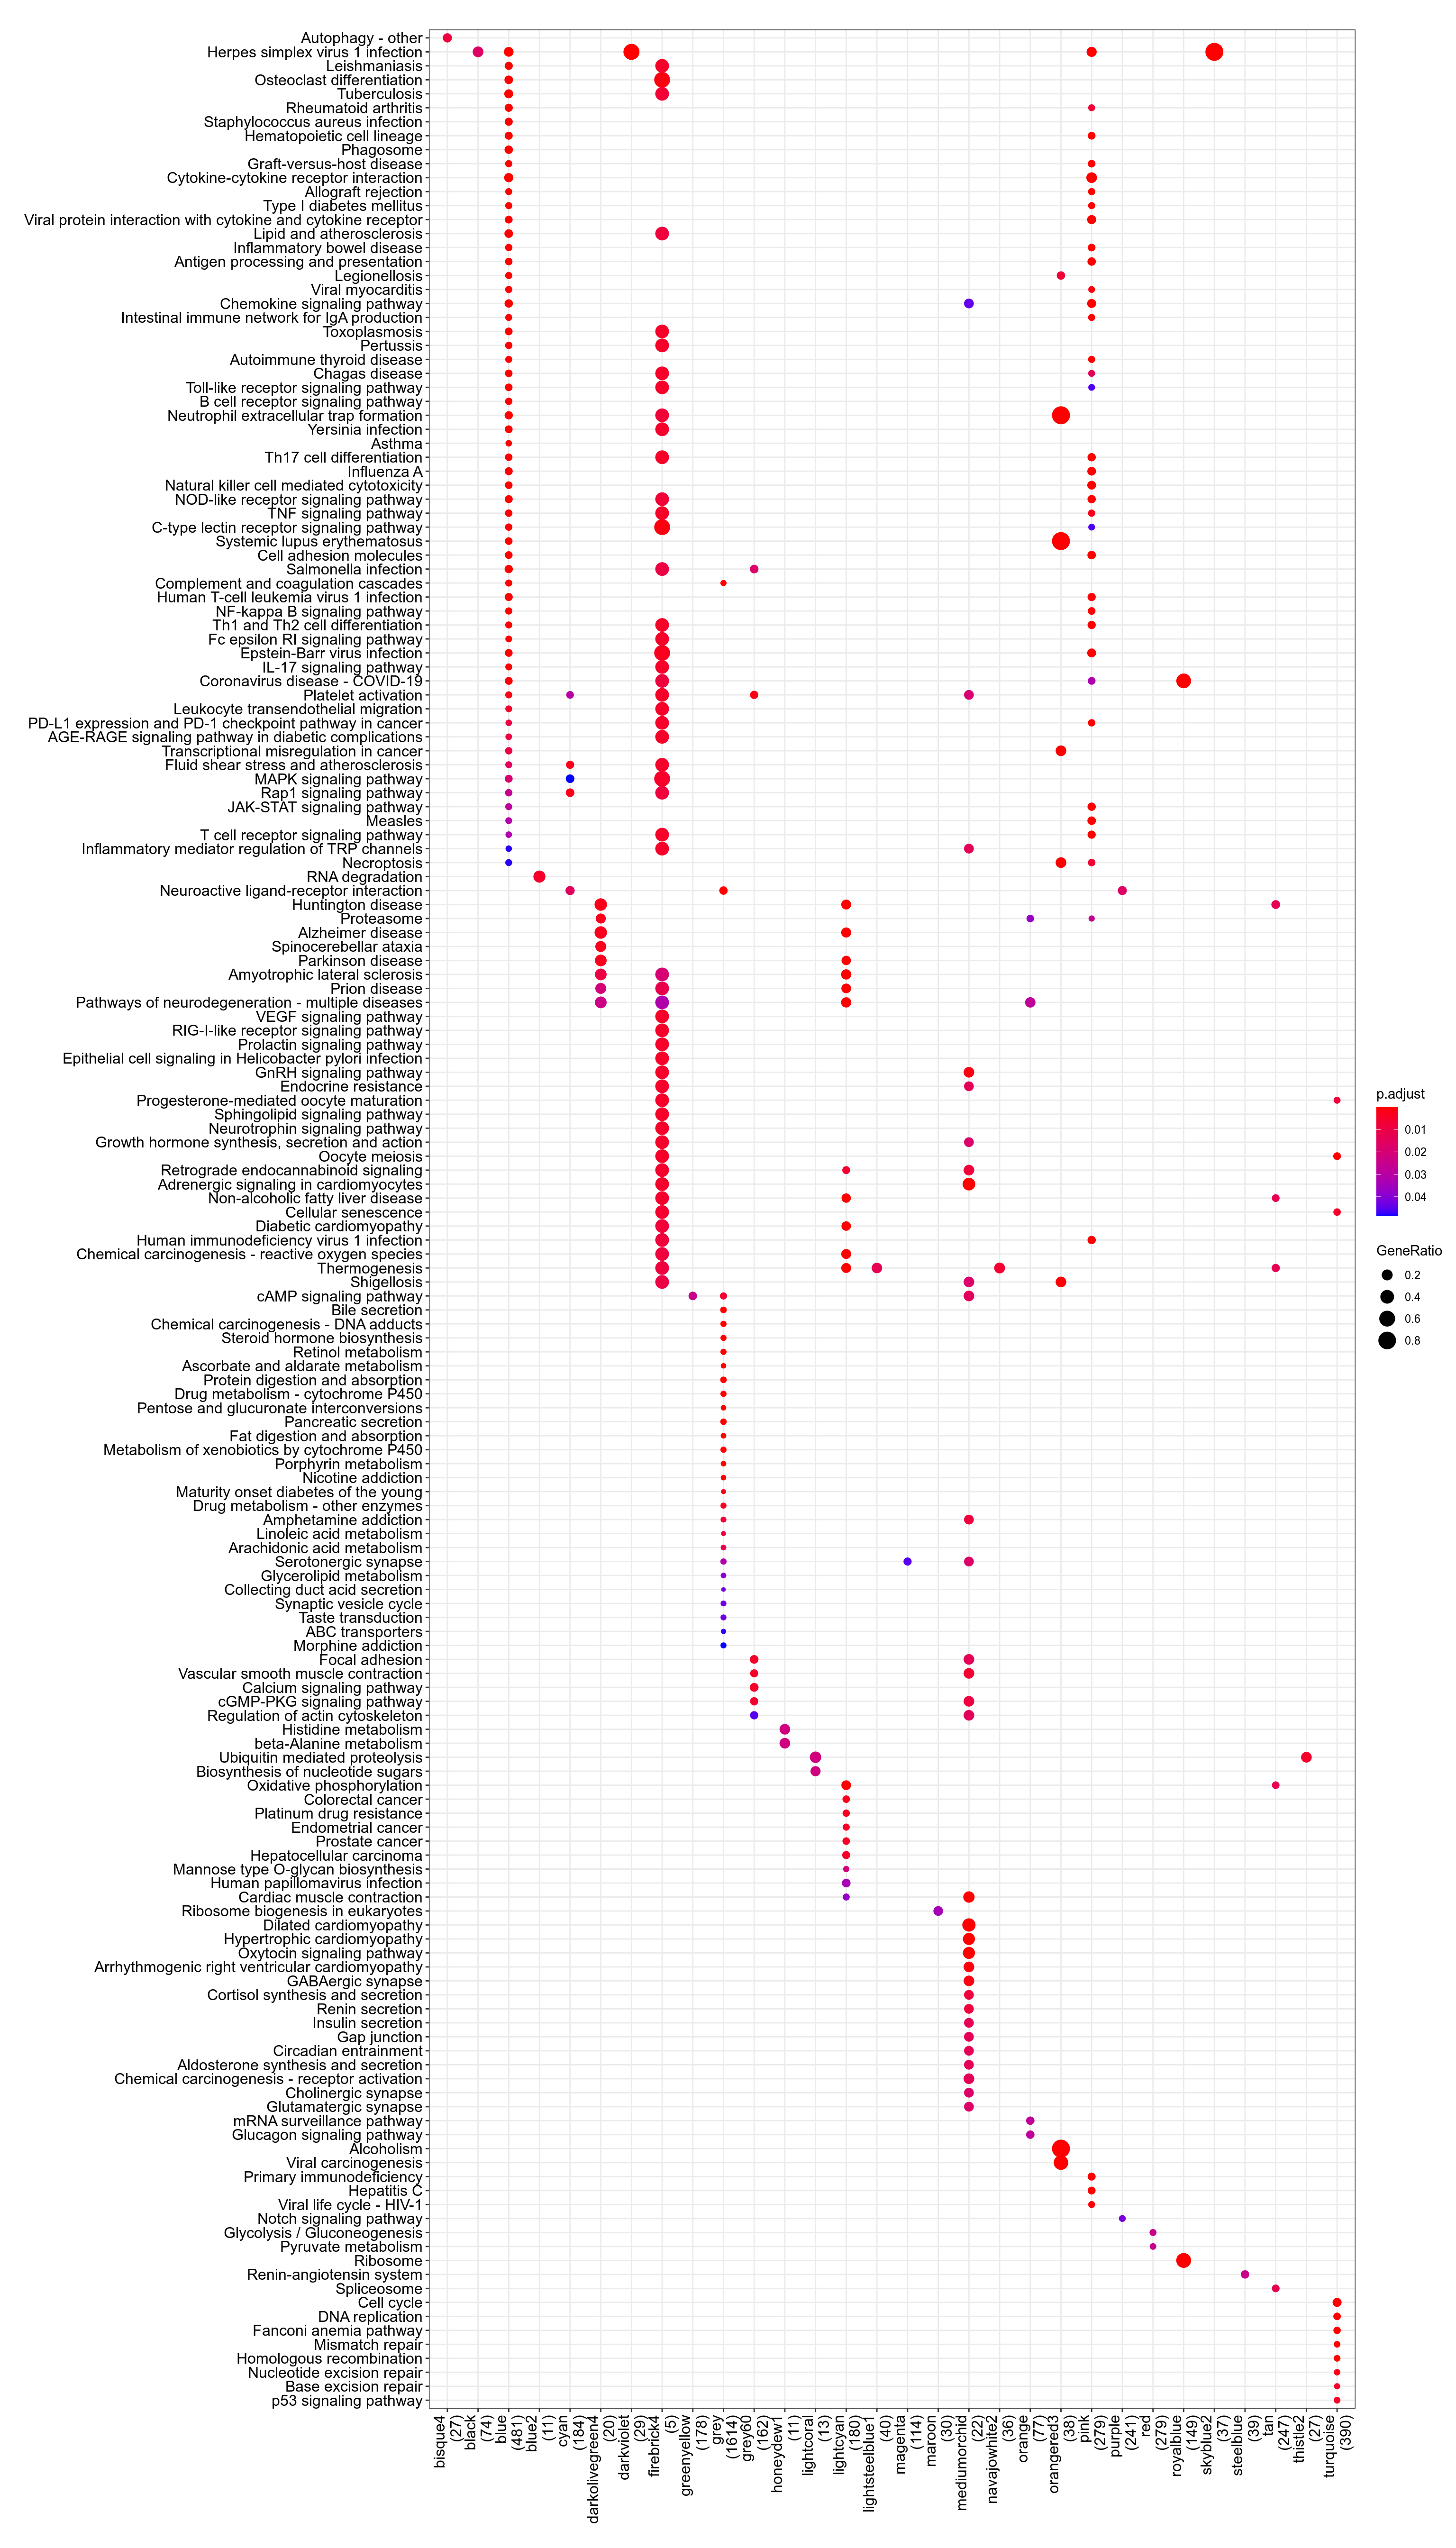 Autophagy - other
Herpes simplex virus 1 infection
Leishmaniasis
Osteoclast differentiation
Tuberculosis
Rheumatoid arthritis
Staphylococcus aureus infection
Hematopoietic cell lineage
Phagosome
Graft-versus-host disease
Cytokine-cytokine receptor interaction
Allograft rejection
Type I diabetes mellitus
Viral protein interaction with cytokine and cytokine receptor
Lipid and atherosclerosis
Inflammatory bowel disease
Antigen processing and presentation
Legionellosis
Viral myocarditis
Chemokine signaling pathway
Intestinal immune network for IgA production
Toxoplasmosis
Pertussis
Autoimmune thyroid disease
Chagas disease
Toll-like receptor signaling pathway
B cell receptor signaling pathway
Neutrophil extracellular trap formation
Yersinia infection
Asthma
Th17 cell differentiation
Influenza A
Natural killer cell mediated cytotoxicity
NOD-like receptor signaling pathway
TNF signaling pathway
C-type lectin receptor signaling pathway
Systemic lupus erythematosus
Cell adhesion molecules
Salmonella infection
Complement and coagulation cascades
Human T-cell leukemia virus 1 infection
NF-kappa B signaling pathway
Th1 and Th2 cell differentiation
Fc epsilon RI signaling pathway
Epstein-Barr virus infection
IL-17 signaling pathway
Coronavirus disease - COVID-19
Platelet activation
Leukocyte transendothelial migration
PD-L1 expression and PD-1 checkpoint pathway in cancer
AGE-RAGE signaling pathway in diabetic complications
Transcriptional misregulation in cancer
Fluid shear stress and atherosclerosis
MAPK signaling pathway
Rap1 signaling pathway
JAK-STAT signaling pathway
Measles
T cell receptor signaling pathway
Inflammatory mediator regulation of TRP channels
Necroptosis
RNA degradation
Neuroactive ligand-receptor interaction
Huntington disease
Proteasome
Alzheimer disease
Spinocerebellar ataxia
Parkinson disease
Amyotrophic lateral sclerosis
Prion disease
Pathways of neurodegeneration - multiple diseases
VEGF signaling pathway
RIG-I-like receptor signaling pathway
Prolactin signaling pathway
Epithelial cell signaling in Helicobacter pylori infection
GnRH signaling pathway
Endocrine resistance
Progesterone-mediated oocyte maturation
Sphingolipid signaling pathway
Neurotrophin signaling pathway
Growth hormone synthesis, secretion and action
Oocyte meiosis
Retrograde endocannabinoid signaling
Adrenergic signaling in cardiomyocytes
Non-alcoholic fatty liver disease
Cellular senescence
Diabetic cardiomyopathy
Human immunodeficiency virus 1 infection
Chemical carcinogenesis - reactive oxygen species
Thermogenesis
Shigellosis
cAMP signaling pathway
Bile secretion
Chemical carcinogenesis - DNA adducts
Steroid hormone biosynthesis
Retinol metabolism
Ascorbate and aldarate metabolism
Protein digestion and absorption
Drug metabolism - cytochrome P450
Pentose and glucuronate interconversions
Pancreatic secretion
Fat digestion and absorption
Metabolism of xenobiotics by cytochrome P450
Porphyrin metabolism
Nicotine addiction
Maturity onset diabetes of the young
Drug metabolism - other enzymes
Amphetamine addiction
Linoleic acid metabolism
Arachidonic acid metabolism
Serotonergic synapse
Glycerolipid metabolism
Collecting duct acid secretion
Synaptic vesicle cycle
Taste transduction
ABC transporters
Morphine addiction
Focal adhesion
Vascular smooth muscle contraction
Calcium signaling pathway
cGMP-PKG signaling pathway
Regulation of actin cytoskeleton
Histidine metabolism
beta-Alanine metabolism
Ubiquitin mediated proteolysis
Biosynthesis of nucleotide sugars
Oxidative phosphorylation
Colorectal cancer
Platinum drug resistance
Endometrial cancer
Prostate cancer
Hepatocellular carcinoma
Mannose type O-glycan biosynthesis
Human papillomavirus infection
Cardiac muscle contraction
Ribosome biogenesis in eukaryotes
Dilated cardiomyopathy
Hypertrophic cardiomyopathy
Oxytocin signaling pathway
Arrhythmogenic right ventricular cardiomyopathy
GABAergic synapse
Cortisol synthesis and secretion
Renin secretion
Insulin secretion
Gap junction
Circadian entrainment
Aldosterone synthesis and secretion
Chemical carcinogenesis - receptor activation
Cholinergic synapse
Glutamatergic synapse
mRNA surveillance pathway
Glucagon signaling pathway
Alcoholism
Viral carcinogenesis
Primary immunodeficiency
Hepatitis C
Viral life cycle - HIV-1
Notch signaling pathway
Glycolysis / Gluconeogenesis
Pyruvate metabolism
Ribosome
Renin-angiotensin system
Spliceosome
Cell cycle
DNA replication
Fanconi anemia pathway
Mismatch repair
Homologous recombination
Nucleotide excision repair
Base excision repair
p53 signaling pathway
bisque4
(27)
black
(74)
blue
(481)
blue2
(11)
cyan
(184)
darkolivegreen4
(20)
darkviolet
(29)
firebrick4
(5)
greenyellow
(178)
grey
(1614)
grey60
(162)
honeydew1
(11)
lightcoral
(13)
lightcyan
(180)
lightsteelblue1
(40)
magenta
(114)
maroon
(30)
mediumorchid
(22)
navajowhite2
(36)
orange
(77)
orangered3
(38)
pink
(279)
purple
(241)
red
(279)
royalblue
(149)
skyblue2
(37)
steelblue
(39)
tan
(247)
thistle2
(27)
turquoise
(390)
p.adjust
0.01
0.02
0.03
0.04
GeneRatio
0.2
0.4
0.6
0.8